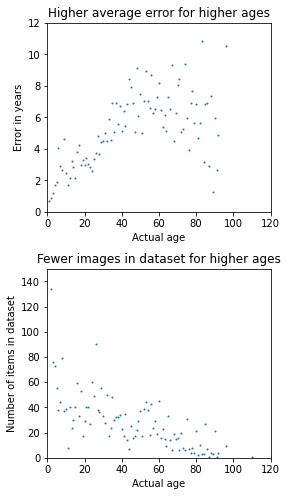 Higher average error for higher ages
12
10
8
6
4
2
0
Error in years
0 20 40 60 80 100 120
Actual age
Fewer images in dataset for higher ages
140
120
100
80
60
40
20
0
Number of items in dataset
0 20 40 60 80 100 120
Actual age